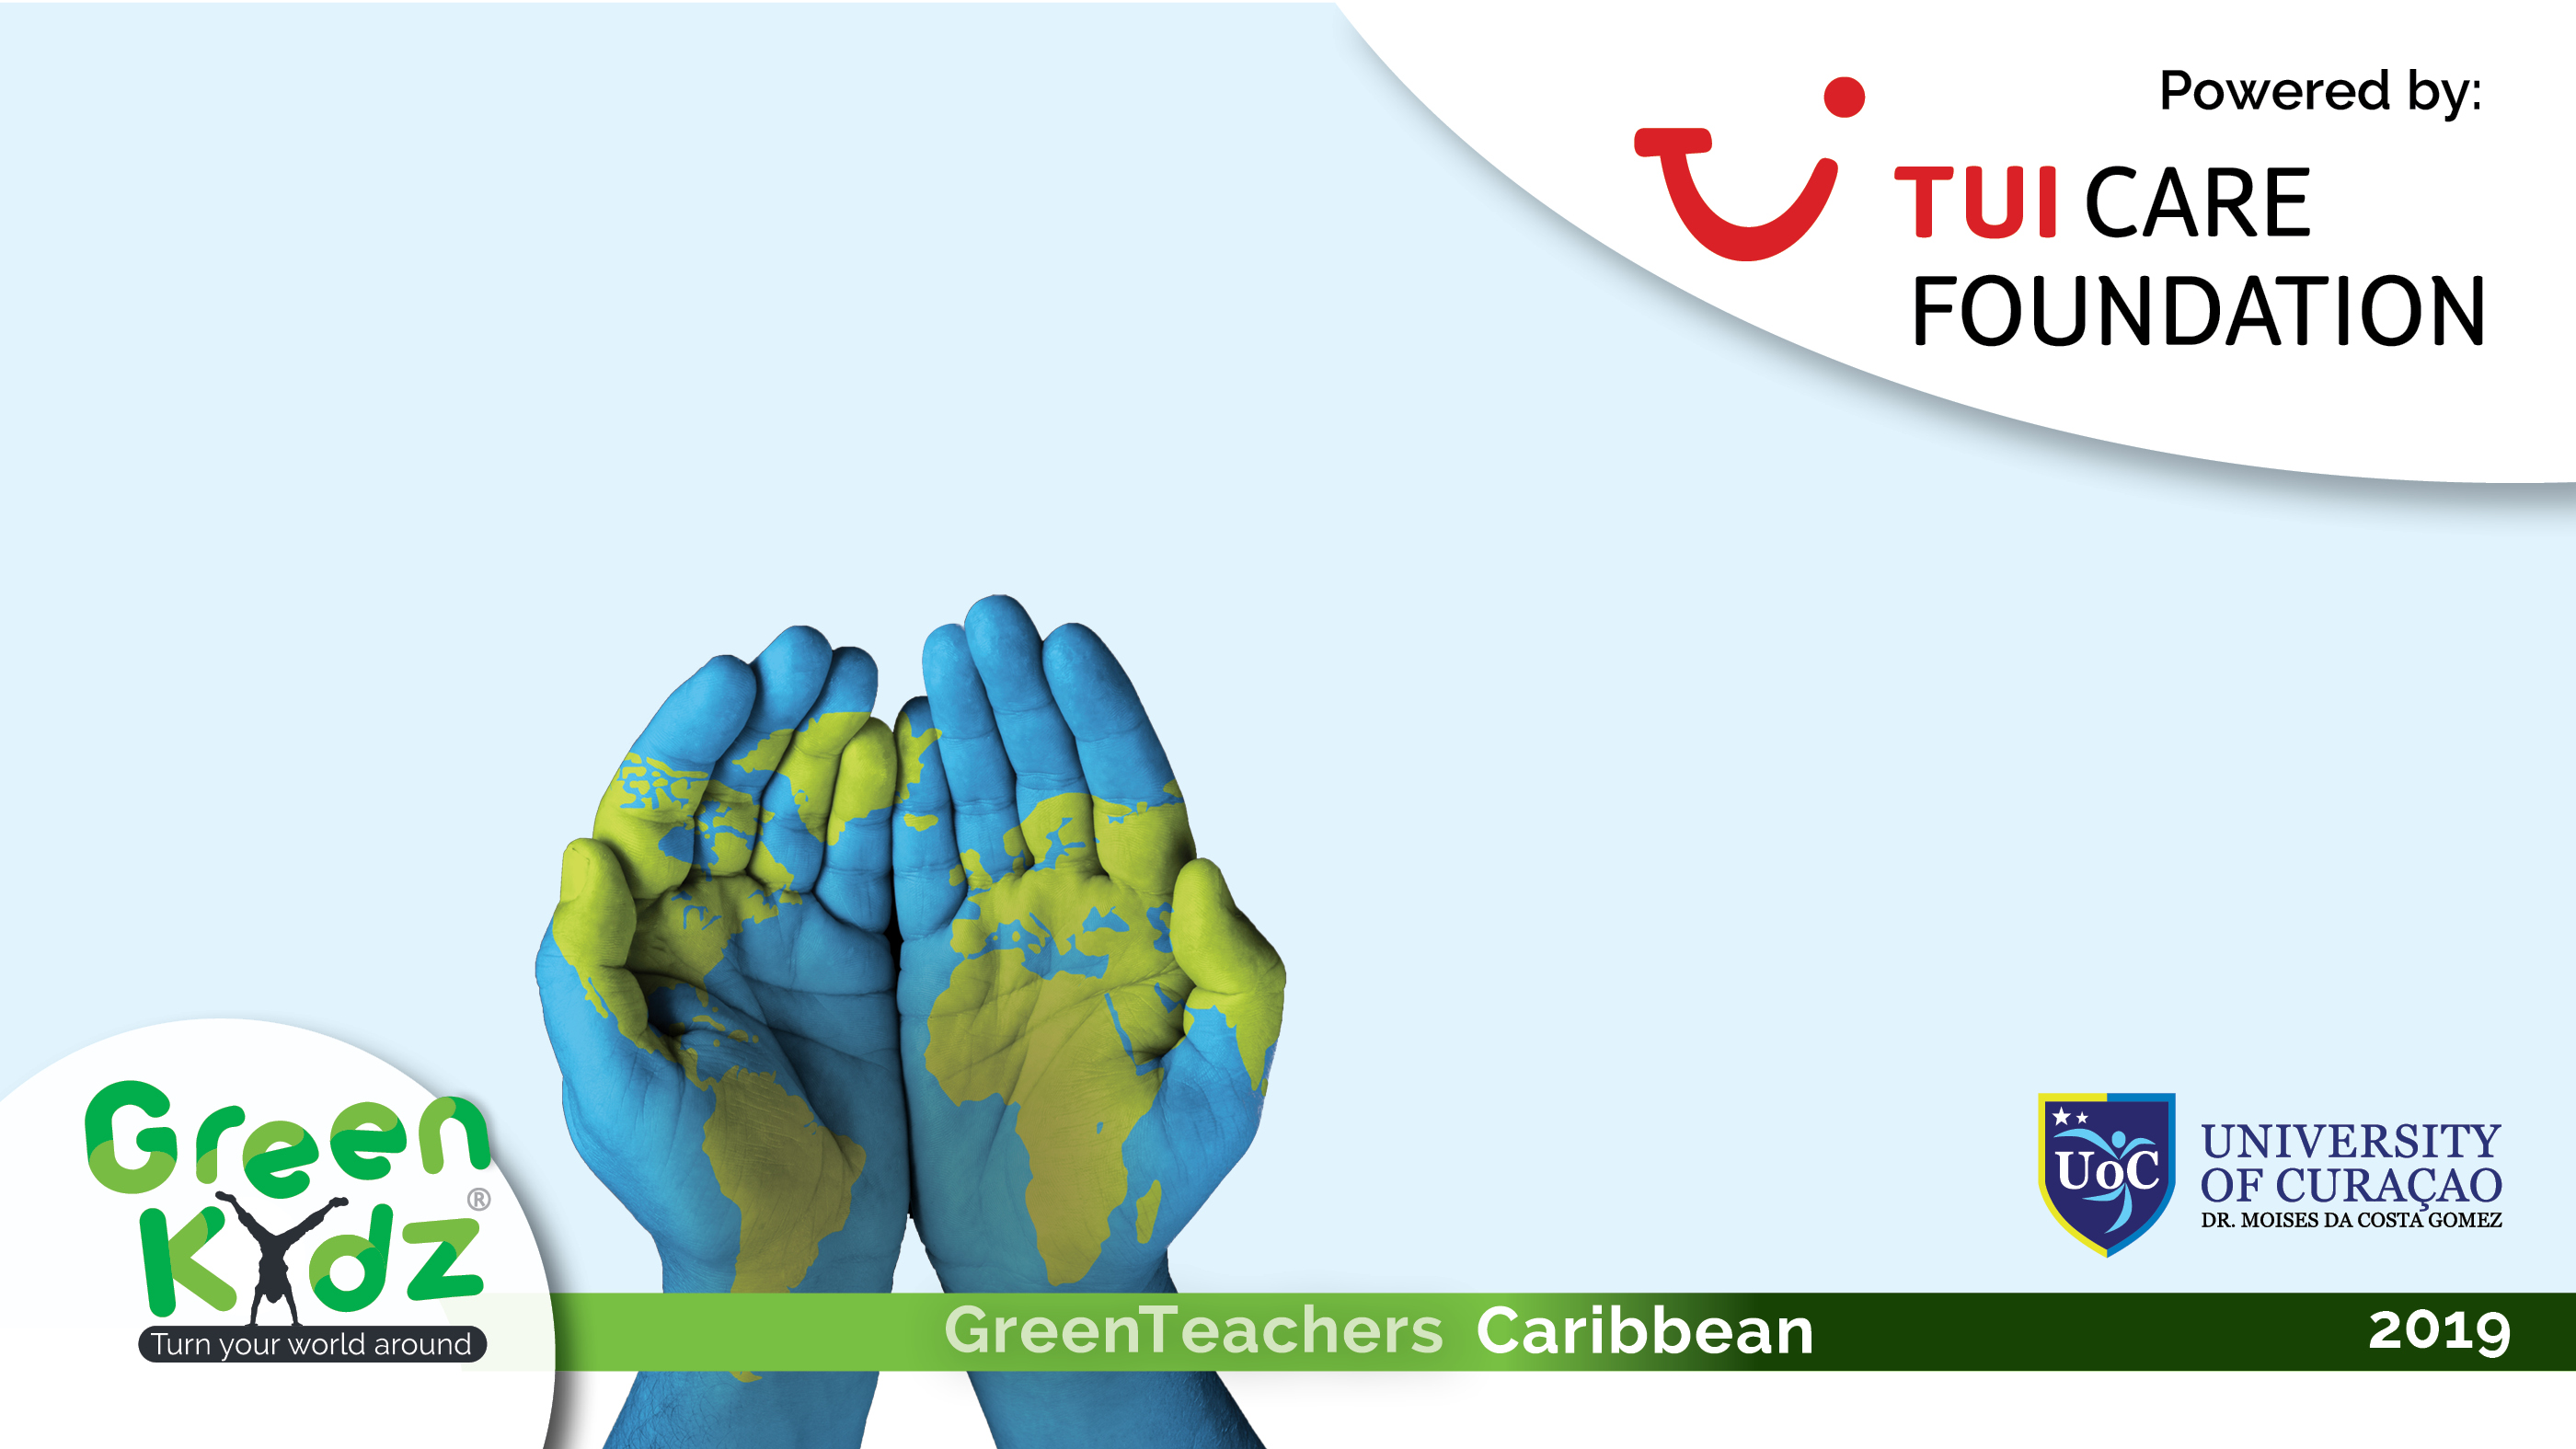 Powered by:
TUI CARE
FOUNDATION
Green
Kidz
®
Turn your world around
UoC
UNIVERSITY
OF CURAÇAO
DR. MOISES DA COSTA GOMEZ
GreenTeachers Caribbean
2019